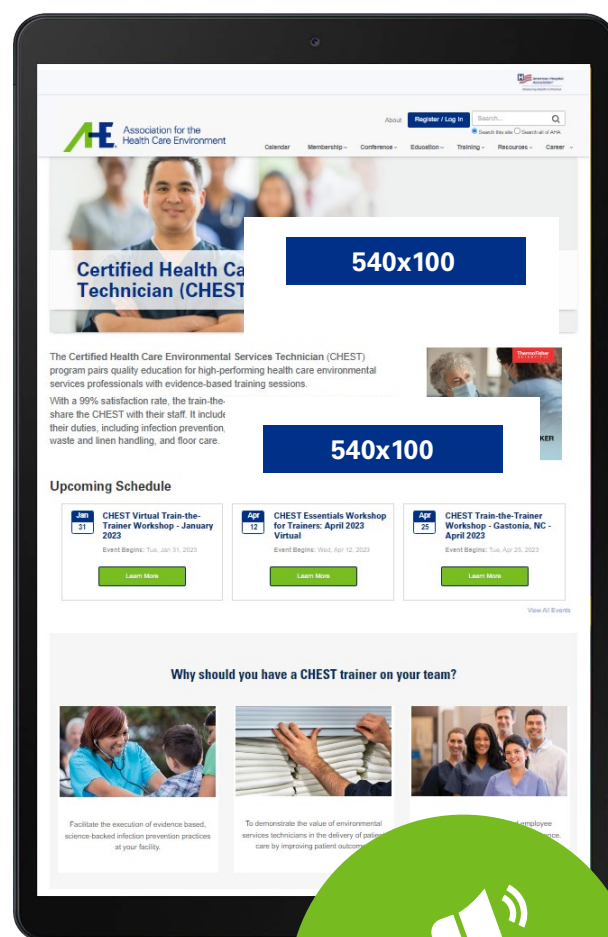 American Hospital
Association
About
Register / Log In
Search...
Search this site Search all of AHA
AHE
Association for the
Health Care Environment
Calendar Membership Conference Education Training Resources Career
540x100
Certified Health Ca
Technician (CHEST
The Certified Health Care Environmental Services Technician (CHEST)
program pairs quality education for high-performing health care environmental
services professionals with evidence-based training sessions.
ThermoFisher
SCIENTIFIC
With a 99% satisfaction rate, the train-the-
share the CHEST with their staff. It include
their duties, including infection prevention,
waste and linen handling, and floor care.
KER
540x100
Upcoming Schedule
Jan
31
CHEST Virtual Train-the-
Trainer Workshop - January
2023
Event Begins: Tue, Jan 31, 2023
Learn More
Apr
12
CHEST Essentials Workshop
for Trainers: April 2023
Virtual
Event Begins: Wed, Apr 12, 2023
Learn More
Apr
25
CHEST Train-the-Trainer
Workshop - Gastonia, NC -
April 2023
Event Begins: Tue, Apr 25, 2023
Learn More
View All Events
Why should you have a CHEST trainer on your team?
Facilitate the execution of evidence based,
science-backed infection prevention practices
at your facility.
To demonstrate the value of environmental
services technicians in the delivery of patient
care by improving patient outcom
employee